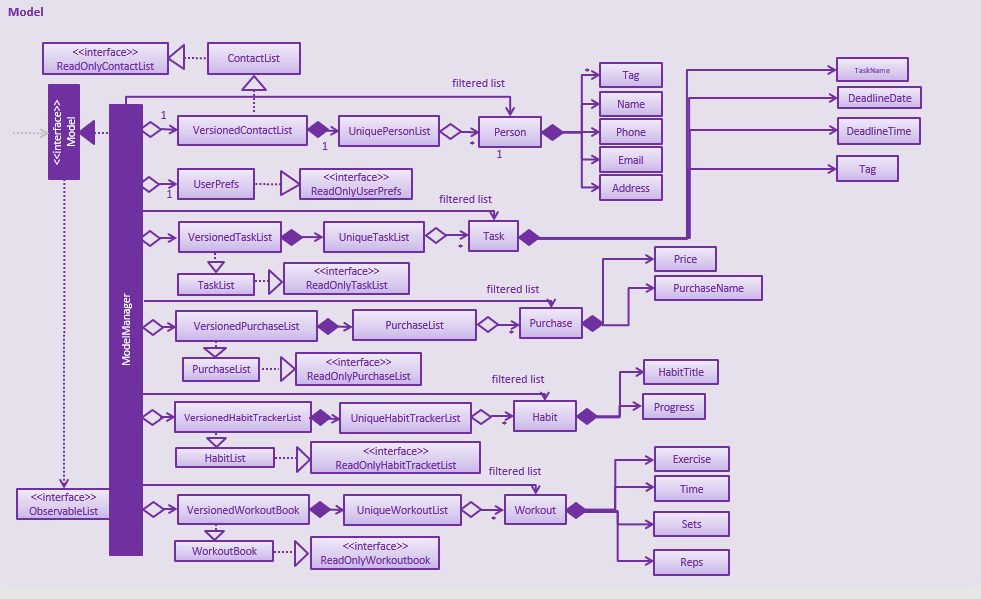 Model
<<interface>>
ReadOnlyContactList
ContactList
<<interface>>
Model
ModelManager
<<interface>>
ObservableList
filtered list
1
VersionedContactList
1
UniquePersonList
*
Person
1
*
Tag
Name
Phone
Email
Address
TaskName
DeadlineDate
DeadlineTime
Tag
1
UserPrefs
<<interface>>
ReadOnlyUserPrefs
filtered list
VersionedTaskList
UniqueTaskList
*
Task
TaskList
<<interface>>
ReadOnlyTaskList
filtered list
VersionedPurchaseList
PurchaseList
*
Purchase
Price
PurchaseName
PurchaseList
<<interface>>
ReadOnlyPurchaseList
filtered list
VersionedHabitTrackerList
UniqueHabitTrackerList
*
Habit
HabitTitle
Progress
HabitList
<<interface>>
ReadOnlyHabitTracketList
filtered list
VersionedWorkoutBook
UniqueWorkoutList
*
Workout
Exercise
Time
Sets
Reps
WorkoutBook
<<interface>>
ReadOnlyWorkoutbook